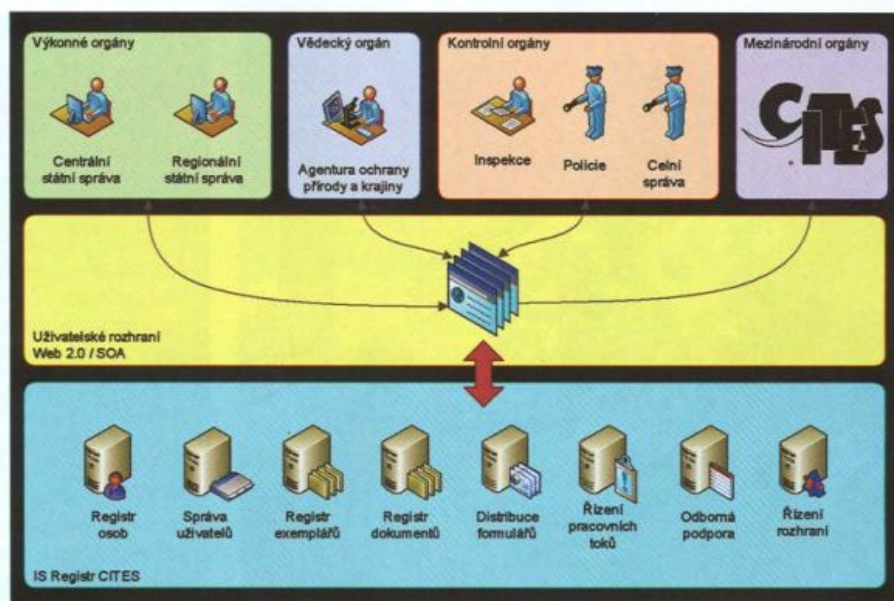 Výkonné orgány
Centrální
státní správa
Regionální
státní správa
Vědecký orgán
Agentura ochrany
přírody a krajiny
Kontrolní orgány
Inspekce
Policie
Celní
správa
Mezinárodní orgány
CITES
Uživatelské rozhraní
Web 2.0 / SOA
Registr
osob
Správa
uživatelů
Registr
exemplářů
Registr
dokumentů
Distribuce
formulářů
Řízení
pracovních
toků
Odborná
podpora
Řízení
rozhraní
IS Registr CITES